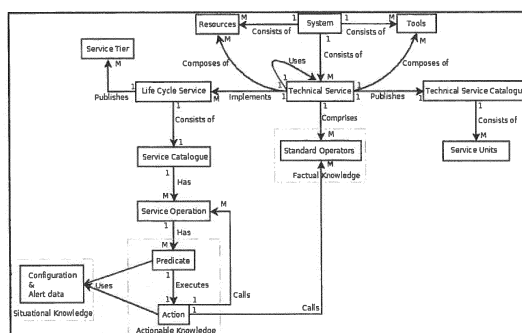 Resources
M
1
System
1
M
Tools
Consists of
1
Consists of
M
M
Service Tier
Uses
Consists of
Composes of
Composes of
M
M
M
1
Life Cycle Service
M
1
Technical Service
1
1
Technical Service Catalogue
Publishes
Implements
Publishes
1
1
1
Consists of
Comprises
Consists of
M
M
Service Catalogue
Standard Operators
Service Units
1
M
Factual Knowledge
Has
M
Service Operation
M
1
Has
M
Predicate
Configuration
&
Alert data
Uses
1
Executes
1
1
Calls
Calls
Situational Knowledge
Action
1
Actionable Knowledge